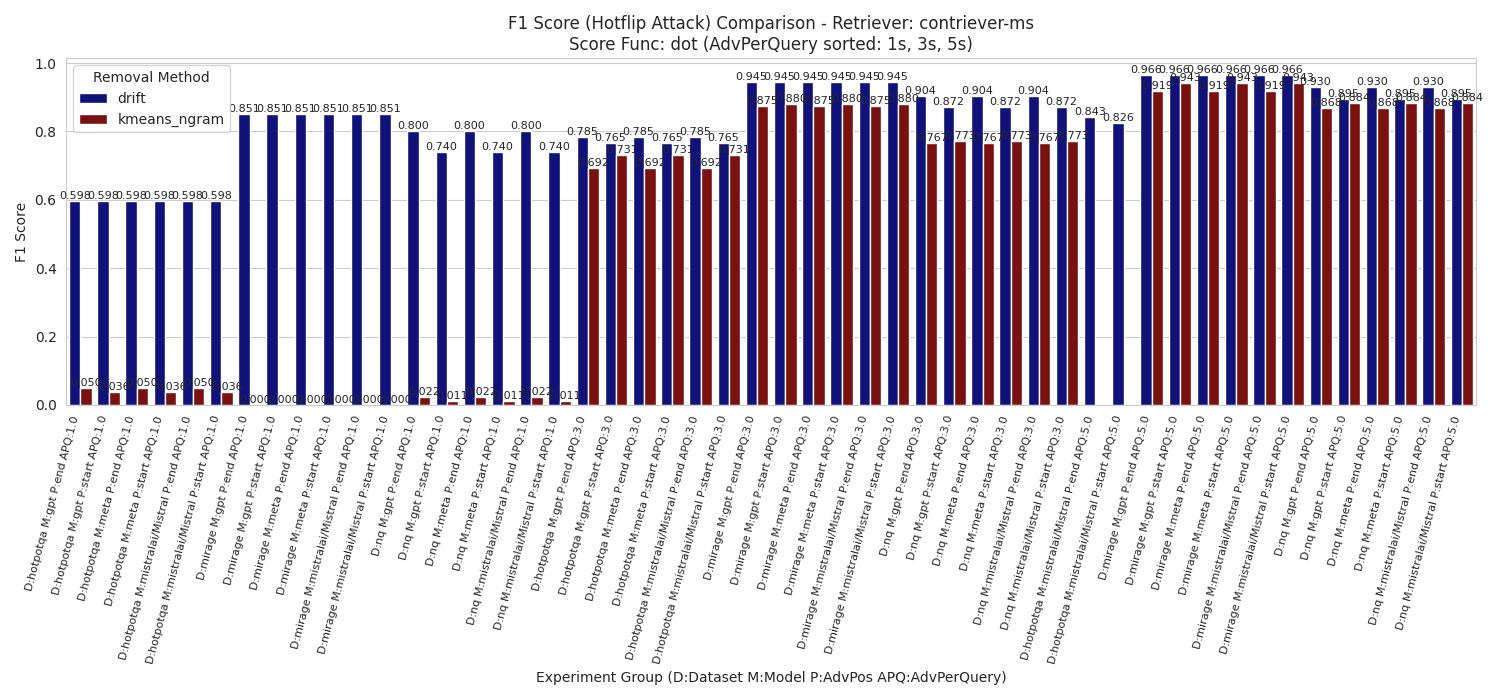 F1 Score (Hotflip Attack) Comparison - Retriever: contriever-ms
Score Func: dot (AdvPerQuery sorted: 1s, 3s, 5s)
Removal Method
drift
kmeans_ngram
F1 Score
1.0
0.8
0.6
0.4
0.2
0.0
0.598 0.598 0.598 0.598 0.598 0.598 0.851 0.851 0.851 0.851 0.851 0.851 0.800 0.740 0.800 0.740 0.800 0.740 0.785 0.765 0.785 0.765 0.785 0.765 0.945 0.945 0.945 0.945 0.945 0.945 0.904 0.872 0.904 0.872 0.904 0.872 0.843 0.826 0.966 0.966 0.966 0.966 0.966 0.966 0.930 0.895 0.930 0.895 0.930 0.895
0.050 0.036 0.050 0.036 0.050 0.036 0.000 0.000 0.000 0.000 0.000 0.000 0.022 0.011 0.022 0.011 0.022 0.011 0.692 0.731 0.692 0.731 0.692 0.731 0.875 0.880 0.875 0.880 0.875 0.880 0.767 0.773 0.767 0.773 0.767 0.773 0.919 0.943 0.919 0.943 0.919 0.943 0.868 0.884 0.868 0.884 0.868 0.884
D:hotpotqa M:gpt P:end APQ:1.0
D:hotpotqa M:gpt P:start APQ:1.0
D:hotpotqa M:meta P:end APQ:1.0
D:hotpotqa M:meta P:start APQ:1.0
D:hotpotqa M:mistralai/Mistral P:end APQ:1.0
D:hotpotqa M:mistralai/Mistral P:start APQ:1.0
D:mirage M:gpt P:end APQ:1.0
D:mirage M:gpt P:start APQ:1.0
D:mirage M:meta P:end APQ:1.0
D:mirage M:meta P:start APQ:1.0
D:mirage M:mistralai/Mistral P:end APQ:1.0
D:mirage M:mistralai/Mistral P:start APQ:1.0
D:nq M:gpt P:end APQ:1.0
D:nq M:gpt P:start APQ:1.0
D:nq M:meta P:end APQ:1.0
D:nq M:meta P:start APQ:1.0
D:nq M:mistralai/Mistral P:end APQ:1.0
D:nq M:mistralai/Mistral P:start APQ:1.0
D:hotpotqa M:gpt P:end APQ:3.0
D:hotpotqa M:gpt P:start APQ:3.0
D:hotpotqa M:meta P:end APQ:3.0
D:hotpotqa M:meta P:start APQ:3.0
D:hotpotqa M:mistralai/Mistral P:end APQ:3.0
D:hotpotqa M:mistralai/Mistral P:start APQ:3.0
D:mirage M:gpt P:end APQ:3.0
D:mirage M:gpt P:start APQ:3.0
D:mirage M:meta P:end APQ:3.0
D:mirage M:meta P:start APQ:3.0
D:mirage M:mistralai/Mistral P:end APQ:3.0
D:mirage M:mistralai/Mistral P:start APQ:3.0
D:nq M:gpt P:end APQ:3.0
D:nq M:gpt P:start APQ:3.0
D:nq M:meta P:end APQ:3.0
D:nq M:meta P:start APQ:3.0
D:nq M:mistralai/Mistral P:end APQ:3.0
D:nq M:mistralai/Mistral P:start APQ:3.0
D:hotpotqa M:mistralai/Mistral P:end APQ:5.0
D:hotpotqa M:mistralai/Mistral P:start APQ:5.0
D:mirage M:gpt P:end APQ:5.0
D:mirage M:gpt P:start APQ:5.0
D:mirage M:meta P:end APQ:5.0
D:mirage M:meta P:start APQ:5.0
D:mirage M:mistralai/Mistral P:end APQ:5.0
D:mirage M:mistralai/Mistral P:start APQ:5.0
D:nq M:gpt P:end APQ:5.0
D:nq M:gpt P:start APQ:5.0
D:nq M:meta P:end APQ:5.0
D:nq M:meta P:start APQ:5.0
D:nq M:mistralai/Mistral P:end APQ:5.0
D:nq M:mistralai/Mistral P:start APQ:5.0
Experiment Group (D:Dataset M:Model P:AdvPos APQ:AdvPerQuery)